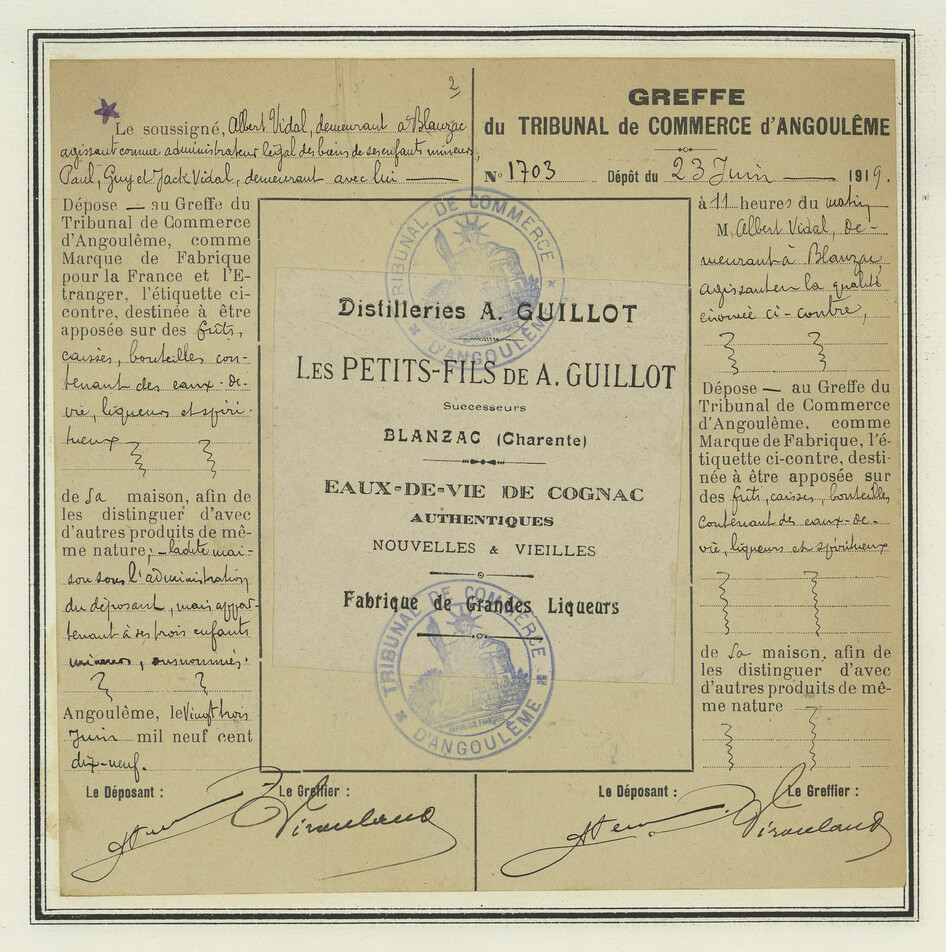 2
Le soussigné, Albert Vidal, demeurant à Blanzac
agissant comme administrateur légal des biens de ses enfants mineurs,
Paul, Guy et Jack Vidal, demeurant avec lui —
Dépose — au Greffe du
Tribunal de Commerce
d'Angoulême, comme
Marque de Fabrique
pour la France et l'E-
tranger, l'étiquette ci-
contre, destinée à être
apposée sur des fûts,
caisses, bouteilles con-
tenant des eaux-de-
vie, liqueurs et spiri-
tueux
de sa maison, afin de
les distinguer d'avec
d'autres produits de mê-
me nature; — ladite mai-
son sous l'administration
du déposant, mais appar-
tenant à ses trois enfants
mineurs, susnommés.
Angoulême, le Vingt trois
Juin mil neuf cent
dix-neuf.
Le Déposant :
Le Greffier :
TRIBUNAL DE COMMERCE
D'ANGOULÊME
Distilleries A. GUILLOT
LES PETITS-FILS DE A. GUILLOT
Successeurs
BLANZAC (Charente)
EAUX-DE-VIE DE COGNAC
AUTHENTIQUES
NOUVELLES & VIEILLES
Fabrique de Grandes Liqueurs
TRIBUNAL DE COMMERCE
RÉPUBLIQUE FRANÇAISE
D'ANGOULÊME
GREFFE
du TRIBUNAL de COMMERCE d'ANGOULÊME
No 1703 Dépôt du 23 Juin — 1919.
à 11 heures du matin
M. Albert Vidal, de-
meurant à Blanzac,
agissant en la qualité
énoncée ci-contre,
Dépose — au Greffe du
Tribunal de Commerce
d'Angoulême, comme
Marque de Fabrique, l'é-
tiquette ci-contre, desti-
née à être apposée sur
des fûts, caisses, bouteilles
contenant des eaux-de-
vie, liqueurs et spiritueux
de sa maison, afin de
les distinguer d'avec
d'autres produits de mê-
me nature
Le Déposant :
Le Greffier :